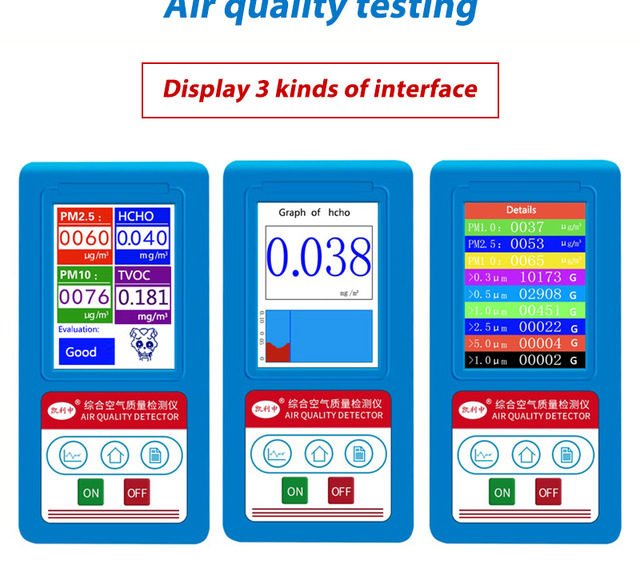 Air quality testing
Display 3 kinds of interface
PM2.5: HCHO
0060 0.040
µg/m³ mg/m³
PM10: TVOC
0076 0.181
µg/m³ mg/m³
Evaluation:
Good
凯利中® 综合空气质量检测仪
AIR QUALITY DETECTOR
ON OFF
Graph of hcho
0.038
mg/m³
0.05 0.10
凯利中® 综合空气质量检测仪
AIR QUALITY DETECTOR
ON OFF
Details
PM1.0: 0037 µg/m³
PM2.5: 0053 µg/m³
PM1.0: 0065 µg/m³
>0.3µm 10173 G
>0.5µm 02908 G
>1.0µm 00451 G
>2.5µm 00022 G
>5.0µm 00004 G
>1.0µm 00002 G
凯利中® 综合空气质量检测仪
AIR QUALITY DETECTOR
ON OFF